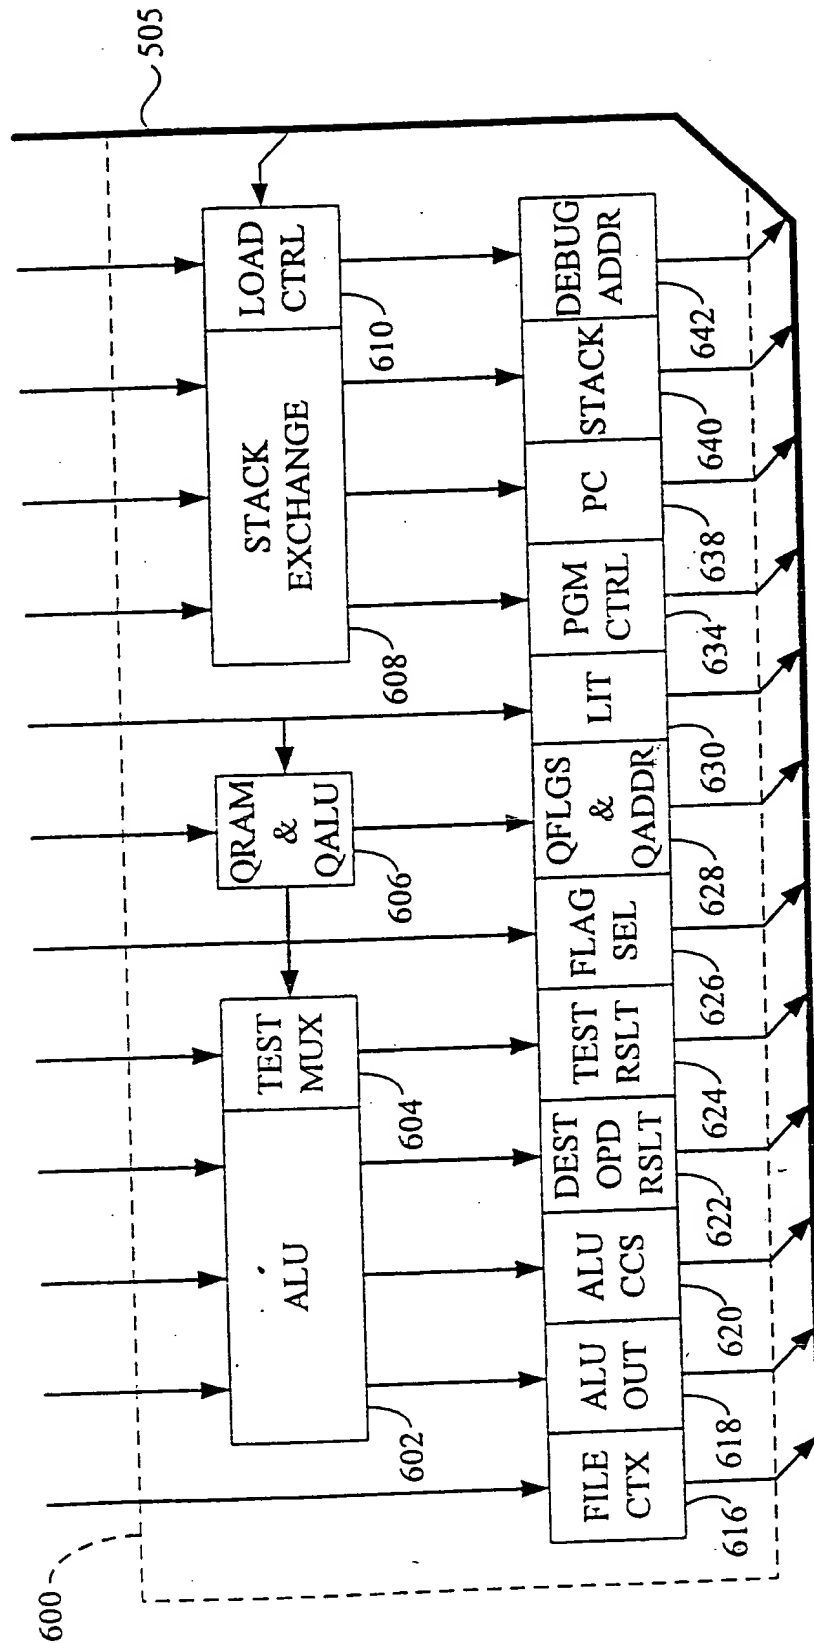 600
505
ALU
TEST
MUX
QRAM
&
QALU
STACK
EXCHANGE
LOAD
CTRL
602
604
606
608
610
FILE
CTX
ALU
OUT
ALU
CCS
DEST
OPD
RSLT
TEST
RSLT
FLAG
SEL
QFLGS
&
QADDR
LIT
PGM
CTRL
PC
STACK
DEBUG
ADDR
616
618
620
622
624
626
628
630
634
638
640
642